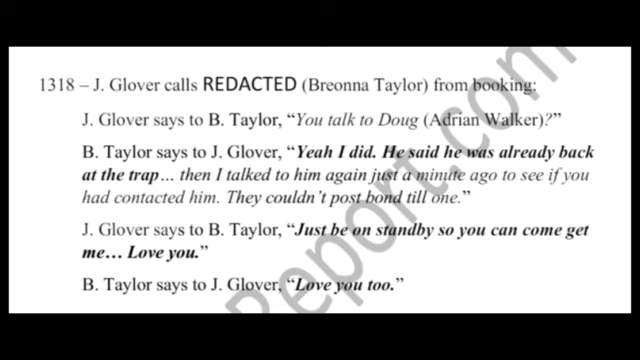 1318 – J. Glover calls REDACTED (Breonna Taylor) from booking:
J. Glover says to B. Taylor, “You talk to Doug (Adrian Walker)?”
B. Taylor says to J. Glover, “Yeah I did. He said he was already back
at the trap... then I talked to him again just a minute ago to see if you
had contacted him. They couldn’t post bond till one.”
J. Glover says to B. Taylor, “Just be on standby so you can come get
me... Love you.”
B. Taylor says to J. Glover, “Love you too.”
Report.com